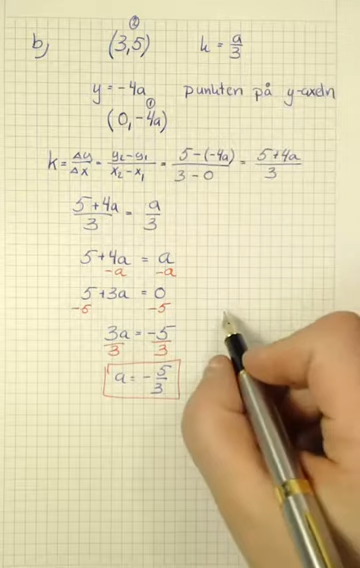 ②
b) (3,5) k = a/3
y = -4a punkten på y-axeln
①
(0,-4a)
k = Δy/Δx = y₂-y₁/x₂-x₁ = 5-(-4a)/3-0 = 5+4a/3
5+4a/3 = a/3
5+4a = a
-a -a
5+3a = 0
-5 -5
3a/3 = -5/3
a = -5/3